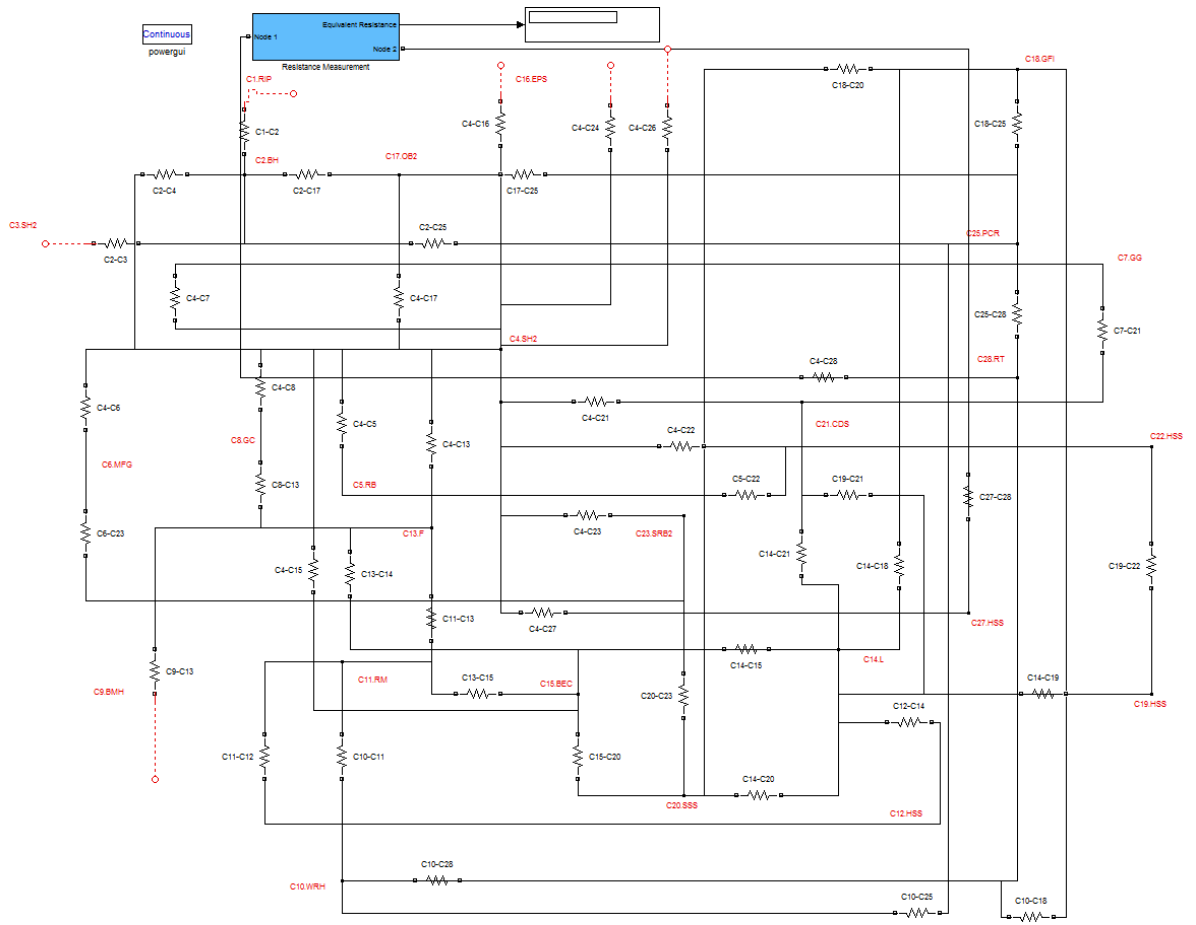 Continuous
powergui
Equivalent Resistance
Node 1
Node 2
Resistance Measurement
C1.RIP
C16.EPS
C18.GPI
C18-C20
C1-C2
C4-C16
C4-C24
C4-C26
C18-C25
C2.BH
C17.OB2
C2-C4
C2-C17
C17-C25
C3.SH2
C2-C25
C25.PCR
C2-C3
C7.GG
C4-C7
C4-C17
C25-C28
C7-C21
C4.SH2
C28.RT
C4-C28
C4-C8
C4-C6
C4-C21
C4-C5
C21.CDS
C4-C22
C22.HSS
C8.GC
C4-C13
C6.MFG
C5-C22
C19-C21
C8-C13
C5.RB
C27-C28
C6-C23
C13.F
C4-C23
C23.SRB2
C14-C21
C14-C18
C19-C22
C4-C15
C13-C14
C11-C13
C4-C27
C27.HSS
C14-C15
C14.L
C9-C13
C11.RM
C15.BEC
C14-C19
C9.BMH
C13-C15
C20-C23
C19.HSS
C12-C14
C11-C12
C10-C11
C15-C20
C14-C20
C20.SSS
C12.HSS
C10-C28
C10.WRH
C10-C25
C10-C18